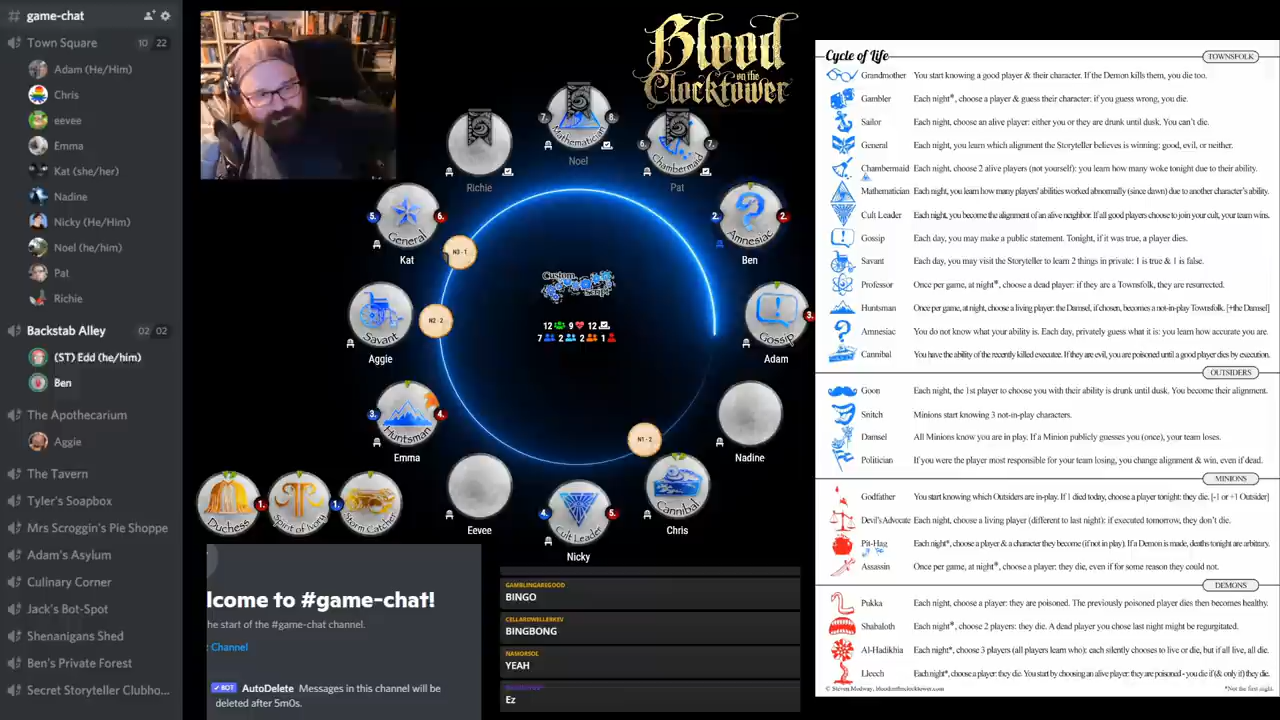 # game-chat
Town Square 10 22
Adam (He/Him)
Chris
eevee
Emma
Kat (she/her)
Nadine
Nicky (He/Him)
Noel (he/him)
Pat
Richie
Backstab Alley 02 02
(ST) Edd (he/him)
Ben
The Apothecarium
Aggie
The Tavern
Tyler's Soapbox
Mrs Scroggin's Pie Shoppe
Adam's Asylum
Culinary Corner
Jack's Bot-Spot
Shenanigans Shed
Ben's Private Forest
Secret Storyteller Clubho...
Blood
on the
Clocktower
7. Mathematician 8.
Noel
Richie
6. Chambermaid 7.
Pat
5. General 6.
Kat
2. Amnesiac 2.
Ben
N3 - 1
Custom
Script
Savant
Aggie
N2 - 2
12 9 12
7 2 2 1
Gossip 3.
Adam
3. Huntsman 4.
Emma
Nadine
N1 - 2
Duchess 1.
Spirit of Ivory 1.
Storm Catcher
Eevee
4. Cult Leader 5.
Nicky
Cannibal
Chris
lcome to #game-chat!
he start of the #game-chat channel.
Channel
BOT AutoDelete Messages in this channel will be
deleted after 5m0s.
GAMBLINGAREGOOD
BINGO
CELLARDWELLERKEV
BINGBONG
NAMORSOL
YEAH
Ez
Cycle of Life
TOWNSFOLK
Grandmother You start knowing a good player & their character. If the Demon kills them, you die too.
Gambler Each night*, choose a player & guess their character: if you guess wrong, you die.
Sailor Each night, choose an alive player: either you or they are drunk until dusk. You can't die.
General Each night, you learn which alignment the Storyteller believes is winning: good, evil, or neither.
Chambermaid Each night, choose 2 alive players (not yourself): you learn how many woke tonight due to their ability.
Mathematician Each night, you learn how many players' abilities worked abnormally (since dawn) due to another character's ability.
Cult Leader Each night, you become the alignment of an alive neighbor. If all good players choose to join your cult, your team wins.
Gossip Each day, you may make a public statement. Tonight, if it was true, a player dies.
Savant Each day, you may visit the Storyteller to learn 2 things in private: 1 is true & 1 is false.
Professor Once per game, at night*, choose a dead player: if they are a Townsfolk, they are resurrected.
Huntsman Once per game, at night, choose a living player: the Damsel, if chosen, becomes a not-in-play Townsfolk. [+the Damsel]
Amnesiac You do not know what your ability is. Each day, privately guess what it is: you learn how accurate you are.
Cannibal You have the ability of the recently killed executee. If they are evil, you are poisoned until a good player dies by execution.
OUTSIDERS
Goon Each night, the 1st player to choose you with their ability is drunk until dusk. You become their alignment.
Snitch Minions start knowing 3 not-in-play characters.
Damsel All Minions know you are in play. If a Minion publicly guesses you (once), your team loses.
Politician If you were the player most responsible for your team losing, you change alignment & win, even if dead.
MINIONS
Godfather You start knowing which Outsiders are in-play. If 1 died today, choose a player tonight: they die. [-1 or +1 Outsider]
Devil's Advocate Each night, choose a living player (different to last night): if executed tomorrow, they don't die.
Pit-Hag Each night*, choose a player & a character they become (if not in play). If a Demon is made, deaths tonight are arbitrary.
Assassin Once per game, at night*, choose a player: they die, even if for some reason they could not.
DEMONS
Pukka Each night, choose a player: they are poisoned. The previously poisoned player dies then becomes healthy.
Shabaloth Each night*, choose 2 players: they die. A dead player you chose last night might be regurgitated.
Al-Hadikhia Each night*, choose 3 players (all players learn who): each silently chooses to live or die, but if all live, all die.
Lleech Each night*, choose a player: they die. You start by choosing an alive player: they are poisoned - you die if (& only if) they die.
© Steven Medway, bloodontheclocktower.com
*Not the first night.